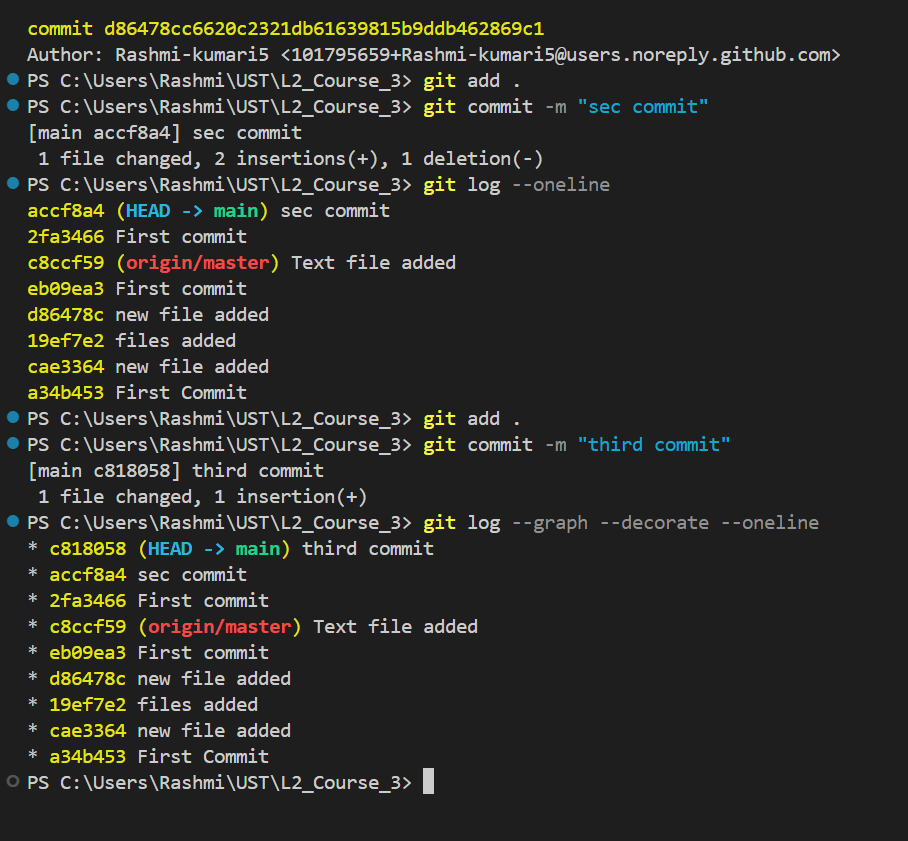 commit d86478cc6620c2321db61639815b9ddb462869c1
Author: Rashmi-kumari5 <101795659+Rashmi-kumari5@users.noreply.github.com>
PS C:\Users\Rashmi\UST\L2_Course_3> git add .
PS C:\Users\Rashmi\UST\L2_Course_3> git commit -m "sec commit"
[main accf8a4] sec commit
 1 file changed, 2 insertions(+), 1 deletion(-)
PS C:\Users\Rashmi\UST\L2_Course_3> git log --oneline
accf8a4 (HEAD -> main) sec commit
2fa3466 First commit
c8ccf59 (origin/master) Text file added
eb09ea3 First commit
d86478c new file added
19ef7e2 files added
cae3364 new file added
a34b453 First Commit
PS C:\Users\Rashmi\UST\L2_Course_3> git add .
PS C:\Users\Rashmi\UST\L2_Course_3> git commit -m "third commit"
[main c818058] third commit
 1 file changed, 1 insertion(+)
PS C:\Users\Rashmi\UST\L2_Course_3> git log --graph --decorate --oneline
* c818058 (HEAD -> main) third commit
* accf8a4 sec commit
* 2fa3466 First commit
* c8ccf59 (origin/master) Text file added
* eb09ea3 First commit
* d86478c new file added
* 19ef7e2 files added
* cae3364 new file added
* a34b453 First Commit
PS C:\Users\Rashmi\UST\L2_Course_3>